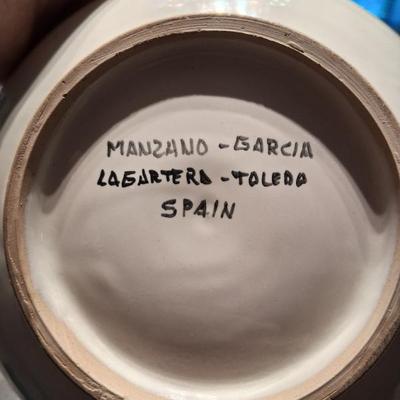 MANZANO - GARCIA
LAGARTERA - TOLEDO
SPAIN